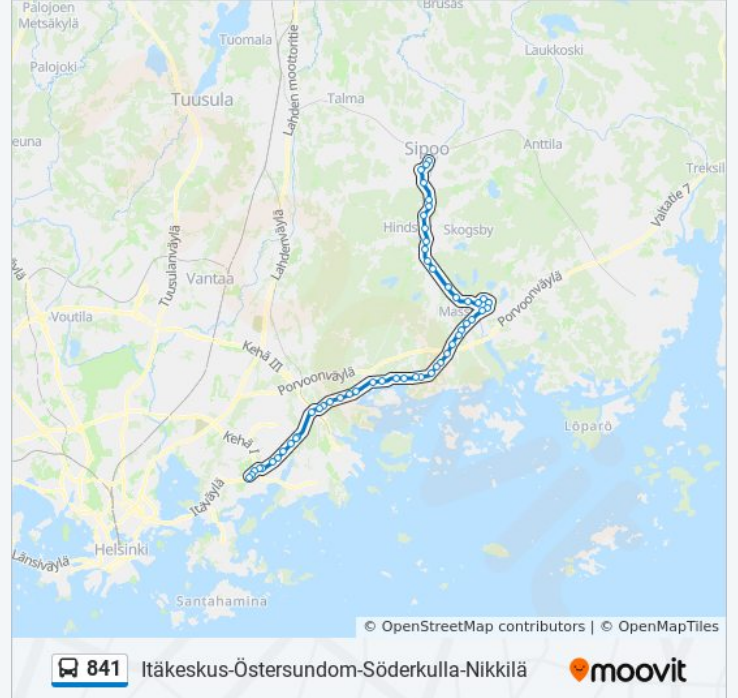 Palojoen
Metsäkylä
Brusas
Tuomala
Laukkoski
Palojoki
Lahden moottoritie
Tuusula
Talma
euna
Sipoo
Anttila
Treksil
Valtatie 7
Hinds
Skogsby
Lahdenväylä
Tuusulanväylä
Vantaa
Porvoonväylä
Mass
Voutila
Kehä III
Porvoonväylä
Löparö
Kehä I
Itäväylä
Helsinki
Länsiväylä
Santahamina
© OpenStreetMap contributors | © OpenMapTiles
841 Itäkeskus-Östersundom-Söderkulla-Nikkilä moovit